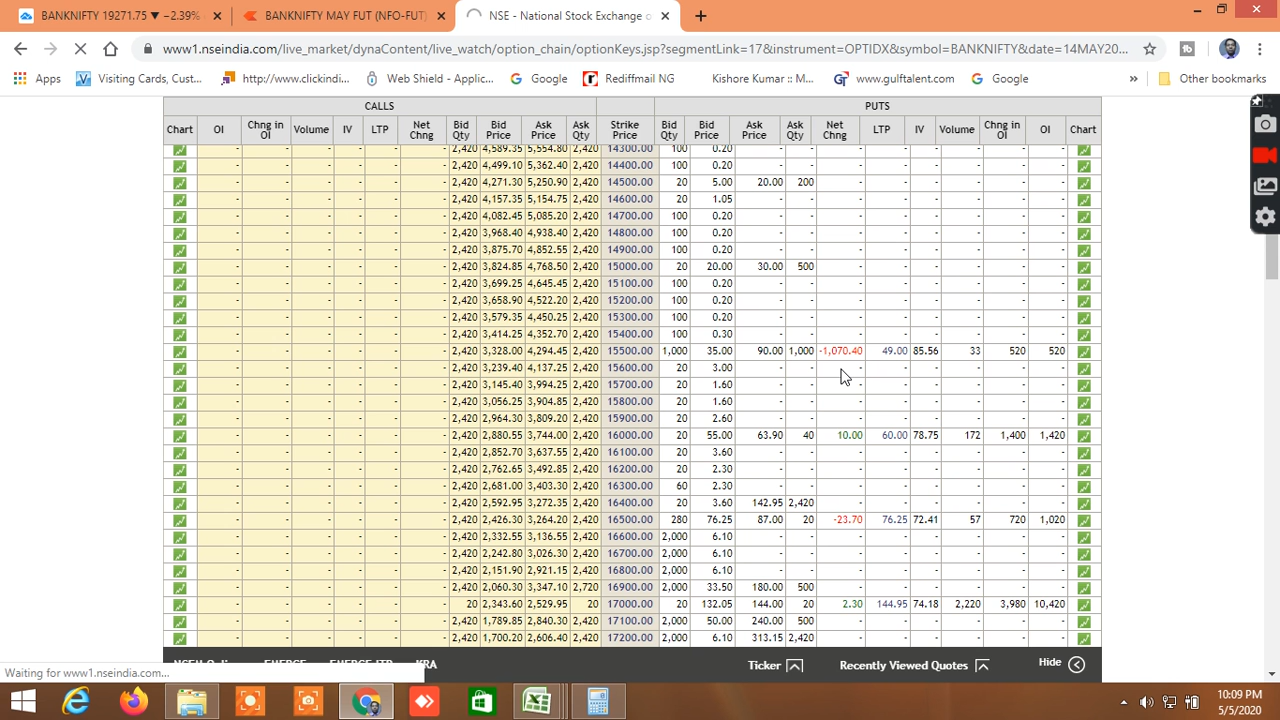 BANKNIFTY 19271.75 ▼ −2.39% × BANKNIFTY MAY FUT (NFO-FUT) × NSE - National Stock Exchange o ×
www1.nseindia.com/live_market/dynaContent/live_watch/option_chain/optionKeys.jsp?segmentLink=17&instrument=OPTIDX&symbol=BANKNIFTY&date=14MAY20...
Apps Visiting Cards, Cust... http://www.clickindi... Web Shield - Applic... Google Rediffmail NG Kishore Kumar :: M... www.gulftalent.com Google » Other bookmarks
CALLS PUTS
Chart OI Chng in OI Volume IV LTP Net Chng Bid Qty Bid Price Ask Price Ask Qty Strike Price Bid Qty Bid Price Ask Price Ask Qty Net Chng LTP IV Volume Chng in OI OI Chart
- - - - - - 2,420 4,589.35 5,554.80 2,420 14300.00 100 0.20 - - - - - - - -
- - - - - - 2,420 4,499.10 5,362.40 2,420 14400.00 100 0.20 - - - - - - - -
- - - - - - 2,420 4,271.30 5,250.90 2,420 14500.00 20 5.00 20.00 200 - - - - - -
- - - - - - 2,420 4,157.35 5,154.75 2,420 14600.00 20 1.05 - - - - - - - -
- - - - - - 2,420 4,082.45 5,085.20 2,420 14700.00 100 0.20 - - - - - - - -
- - - - - - 2,420 3,968.40 4,938.40 2,420 14800.00 100 0.20 - - - - - - - -
- - - - - - 2,420 3,875.70 4,852.55 2,420 14900.00 100 0.20 - - - - - - - -
- - - - - - 2,420 3,824.85 4,768.50 2,420 15000.00 20 20.00 30.00 500 - - - - - -
- - - - - - 2,420 3,699.25 4,645.45 2,420 15100.00 100 0.20 - - - - - - - -
- - - - - - 2,420 3,658.90 4,522.20 2,420 15200.00 100 0.20 - - - - - - - -
- - - - - - 2,420 3,579.35 4,450.25 2,420 15300.00 100 0.20 - - - - - - - -
- - - - - - 2,420 3,414.25 4,352.70 2,420 15400.00 100 0.30 - - - - - - - -
- - - - - - 2,420 3,328.00 4,294.45 2,420 15500.00 1,000 35.00 90.00 1,000 -1,070.40 49.00 85.56 33 520 520
- - - - - - 2,420 3,239.40 4,137.25 2,420 15600.00 20 3.00 - - - - - - - -
- - - - - - 2,420 3,145.40 3,994.25 2,420 15700.00 20 1.60 - - - - - - - -
- - - - - - 2,420 3,056.25 3,904.85 2,420 15800.00 20 1.60 - - - - - - - -
- - - - - - 2,420 2,964.30 3,809.20 2,420 15900.00 20 2.60 - - - - - - - -
- - - - - - 2,420 2,880.55 3,744.00 2,420 16000.00 20 55.00 63.90 40 10.00 60.00 78.75 172 1,400 1,420
- - - - - - 2,420 2,852.70 3,637.55 2,420 16100.00 20 3.60 - - - - - - - -
- - - - - - 2,420 2,762.65 3,492.85 2,420 16200.00 20 2.30 - - - - - - - -
- - - - - - 2,420 2,681.00 3,403.30 2,420 16300.00 60 2.30 - - - - - - - -
- - - - - - 2,420 2,592.95 3,272.35 2,420 16400.00 20 3.60 142.95 2,420 - - - - - -
- - - - - - 2,420 2,426.30 3,264.20 2,420 16500.00 280 76.25 87.00 20 -23.70 76.25 72.41 57 720 1,020
- - - - - - 2,420 2,332.55 3,136.55 2,420 16600.00 2,000 6.10 - - - - - - - -
- - - - - - 2,420 2,242.80 3,026.30 2,420 16700.00 2,000 6.10 - - - - - - - -
- - - - - - 2,420 2,151.90 2,921.15 2,420 16800.00 2,000 6.10 - - - - - - - -
- - - - - - 2,420 2,060.30 3,347.10 2,720 16900.00 2,000 33.50 180.00 500 - - - - - -
- - - - - - 20 2,343.60 2,529.95 20 17000.00 20 132.05 144.00 20 2.30 144.95 74.18 2,220 3,980 10,420
- - - - - - 2,420 1,789.85 2,840.30 2,420 17100.00 2,000 50.00 240.00 500 - - - - - -
- - - - - - 2,420 1,700.20 2,606.40 2,420 17200.00 2,000 6.10 313.15 2,420 - - - - - -
Ticker Recently Viewed Quotes Hide
Waiting for www1.nseindia.com...
10:09 PM
5/5/2020